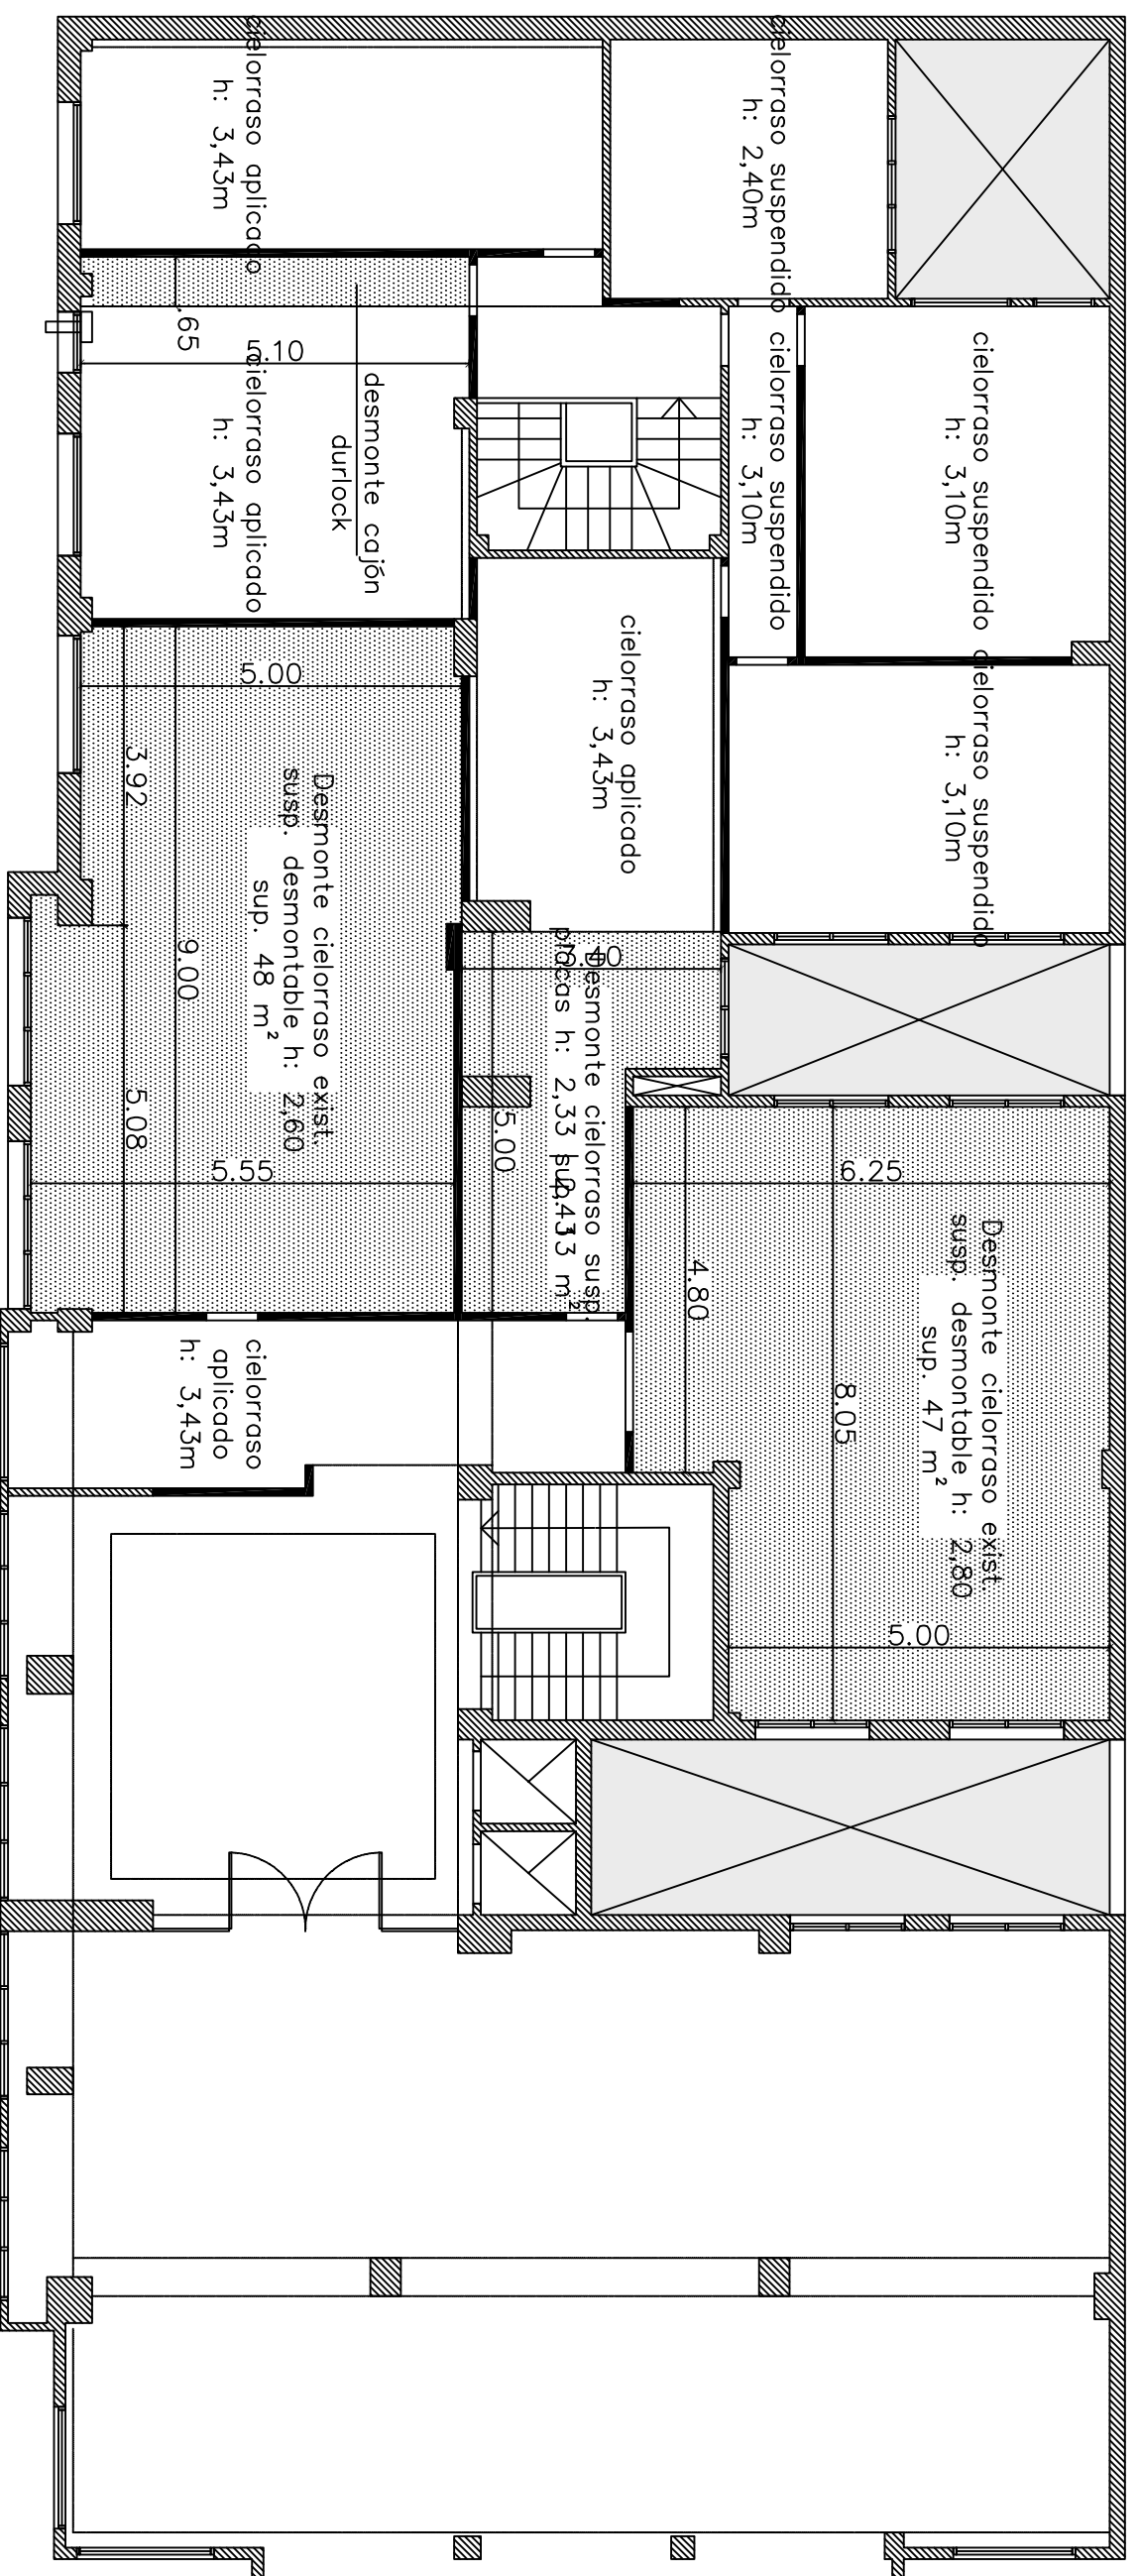 cielorraso aplicado
h: 3,43m
cielorraso suspendido
h: 2,40m
cielorraso suspendido
h: 3,10m
cielorraso suspendido
h: 3,10m
cielorraso suspendido
h: 3,10m
.65
5.10
cielorraso aplicado
h: 3,43m
desmonte cajón
durlock
cielorraso aplicado
h: 3,43m
5.00
3.92
9.00
5.08
5.55
Desmonte cielorraso exist.
susp. desmontable h: 2,60
sup. 48 m²
Desmonte cielorraso susp.
placas h: 2,33 sup.
5.00
6.25
4.80
8.05
5.00
Desmonte cielorraso exist.
susp. desmontable h: 2,80
sup. 47 m²
cielorraso
aplicado
h: 3,43m